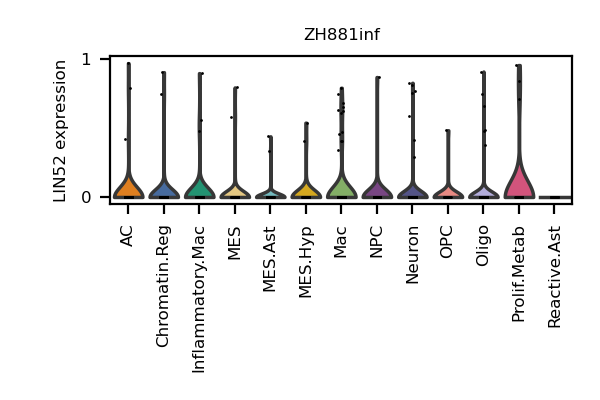 ZH881inf
LIN52 expression
1
0
AC
Chromatin.Reg
Inflammatory.Mac
MES
MES.Ast
MES.Hyp
Mac
NPC
Neuron
OPC
Oligo
Prolif.Metab
Reactive.Ast